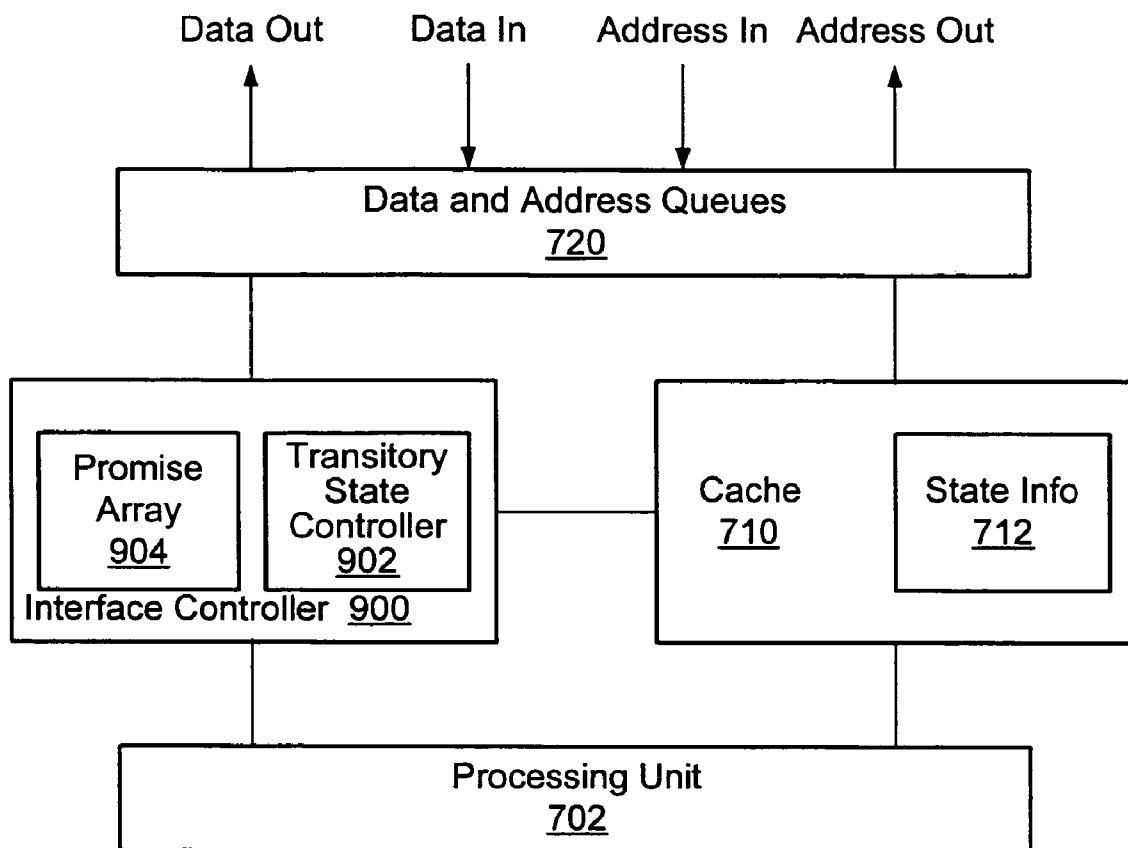 Data Out
Data In
Address In
Address Out
Data and Address Queues
720
Promise
Array
904
Transitory
State
Controller
902
Interface Controller 900
Cache
710
State Info
712
Processing Unit
702